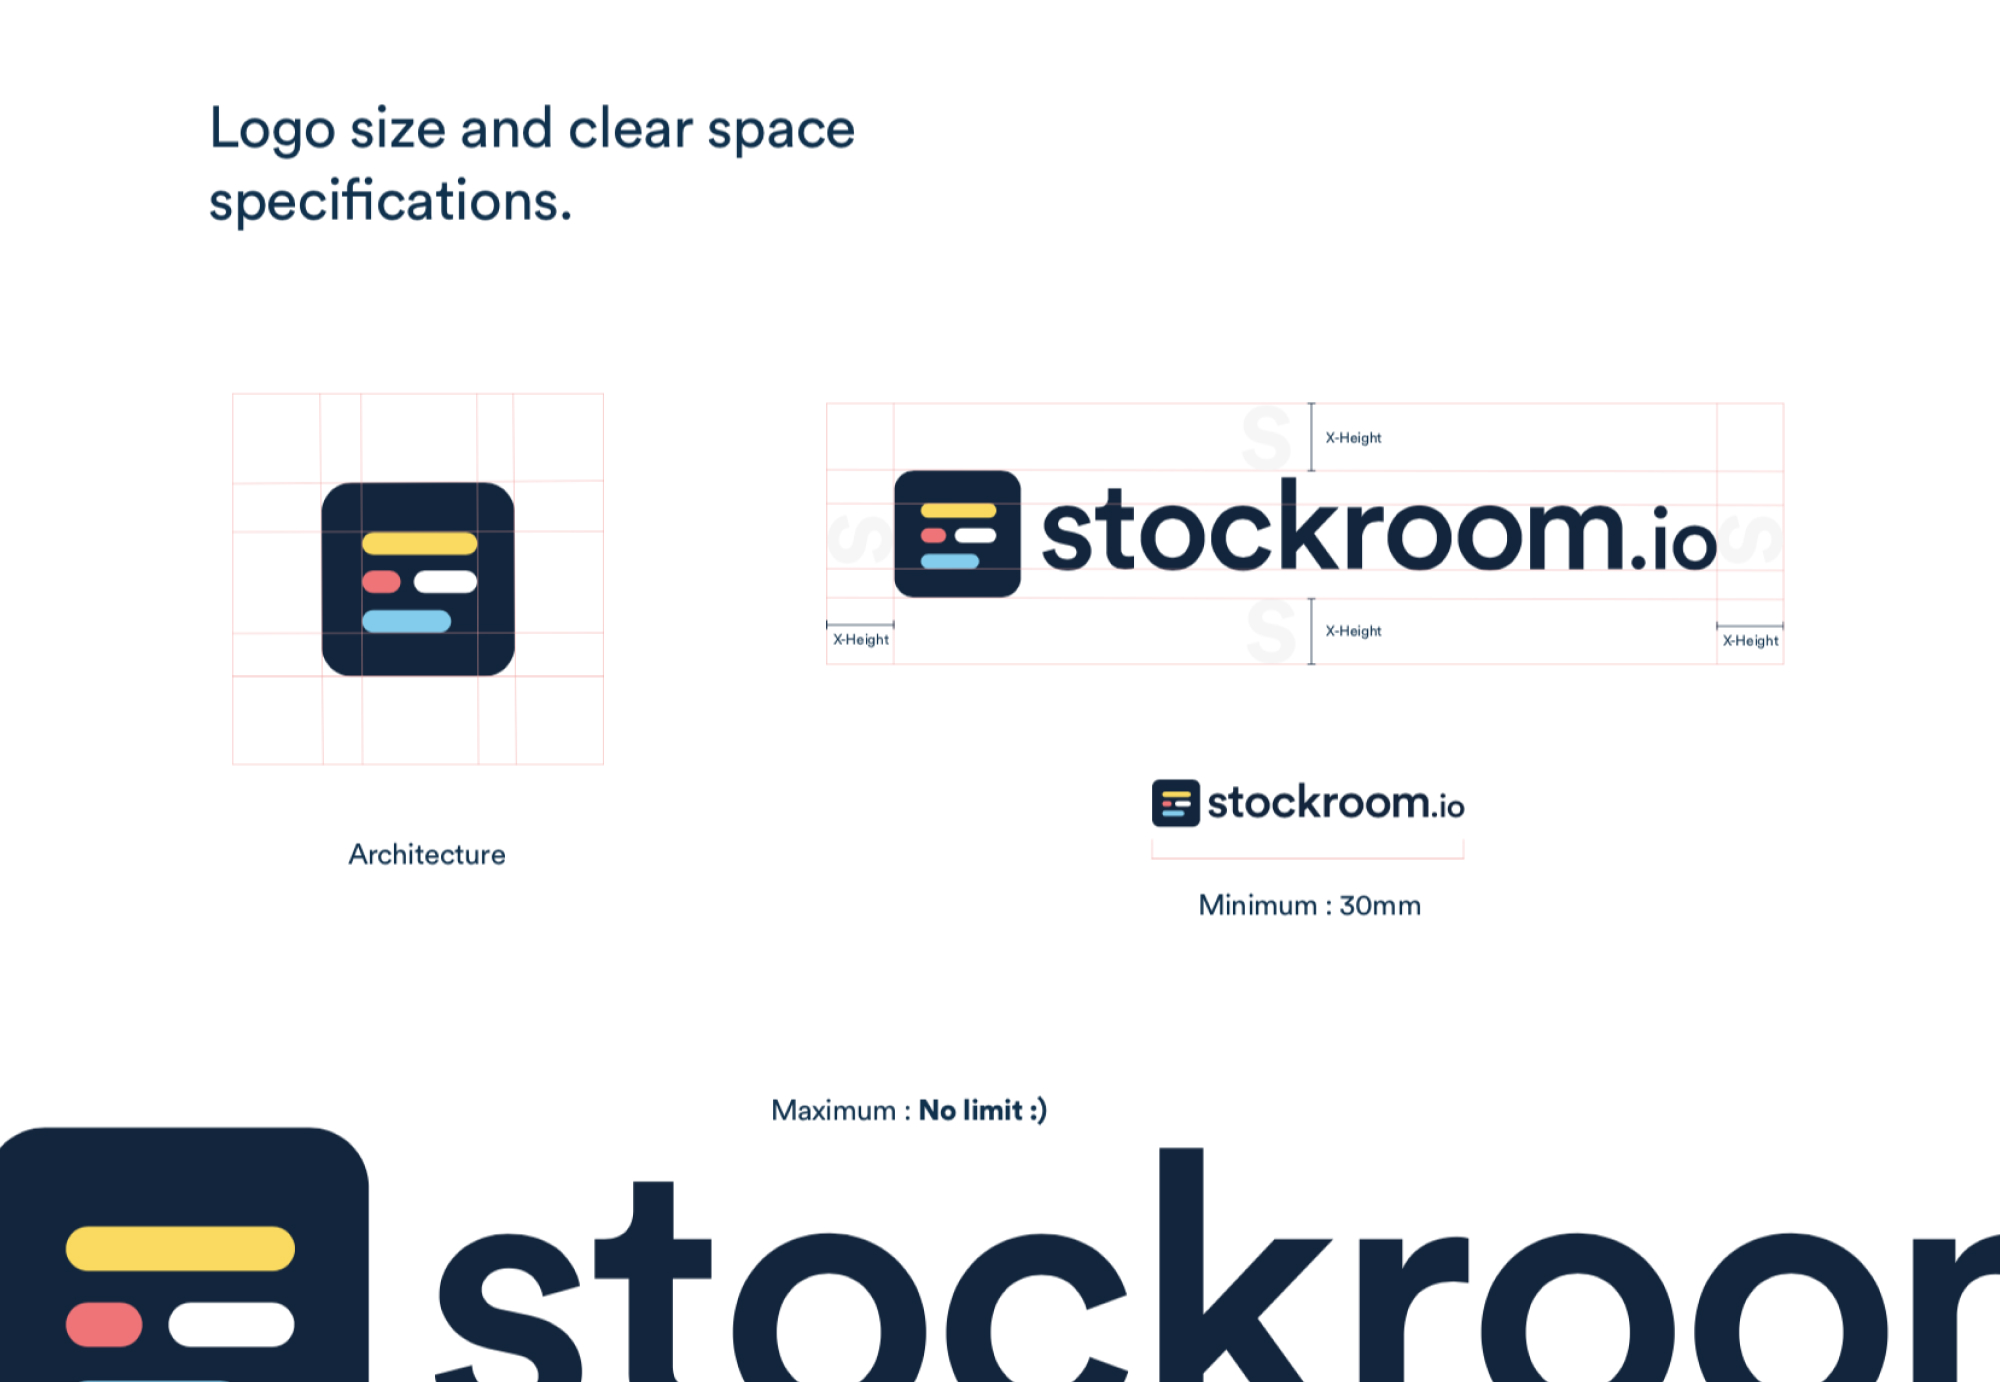 Logo size and clear space
specifications.
S
X-Height
S
stockroom.io
S
S
X-Height
X-Height
X-Height
stockroom.io
Architecture
Minimum : 30mm
Maximum : No limit :)
stockroor